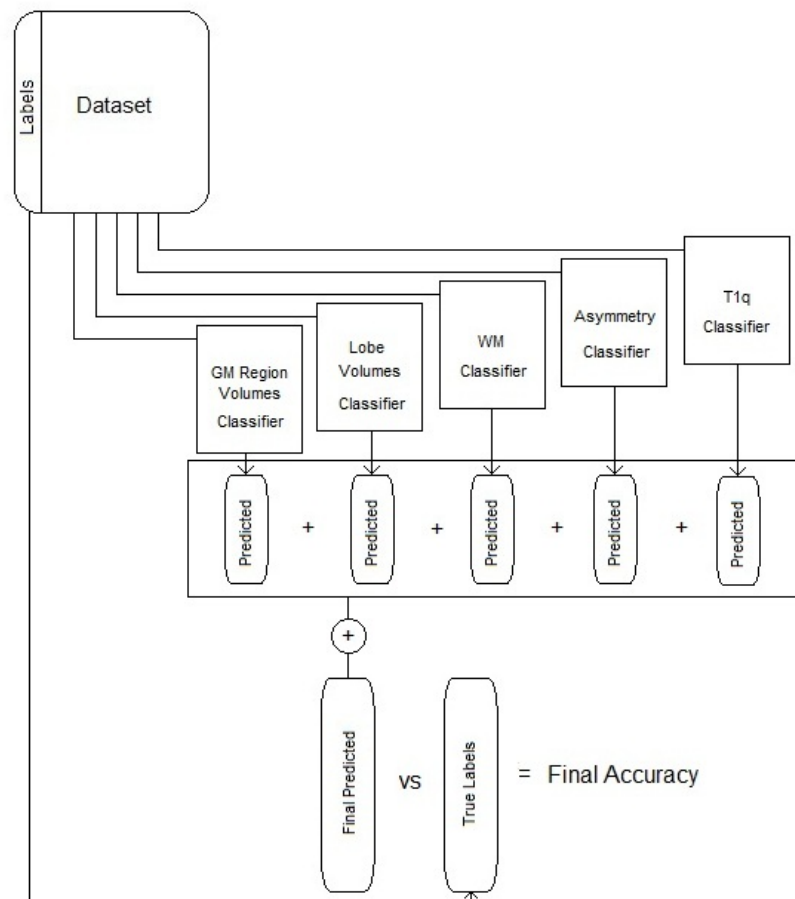 Labels
Dataset
GM Region
Volumes
Classifier
Lobe
Volumes
Classifier
WM
Classifier
Asymmetry
Classifier
T1q
Classifier
Predicted
+
Predicted
+
Predicted
+
Predicted
+
Predicted
+
Final Predicted
vs
True Labels
= Final Accuracy